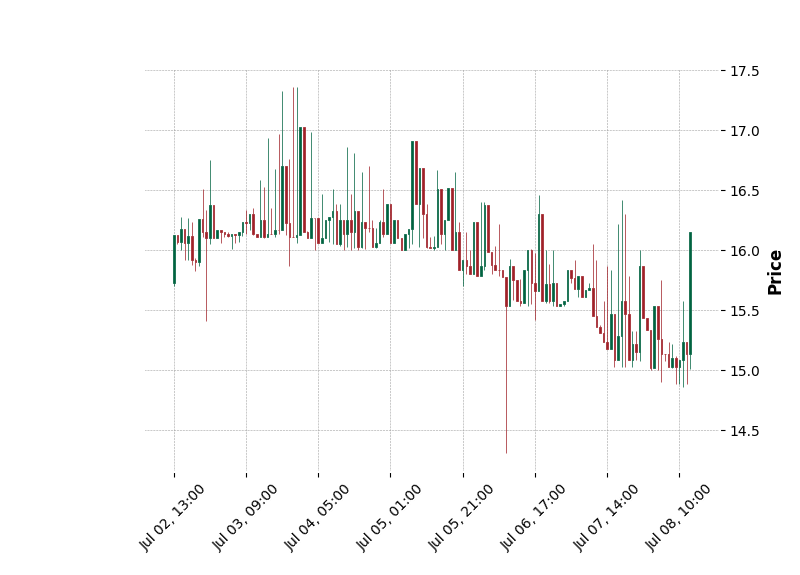 17.5
17.0
16.5
16.0
15.5
15.0
14.5
Price
Jul 02, 13:00
Jul 03, 09:00
Jul 04, 05:00
Jul 05, 01:00
Jul 05, 21:00
Jul 06, 17:00
Jul 07, 14:00
Jul 08, 10:00